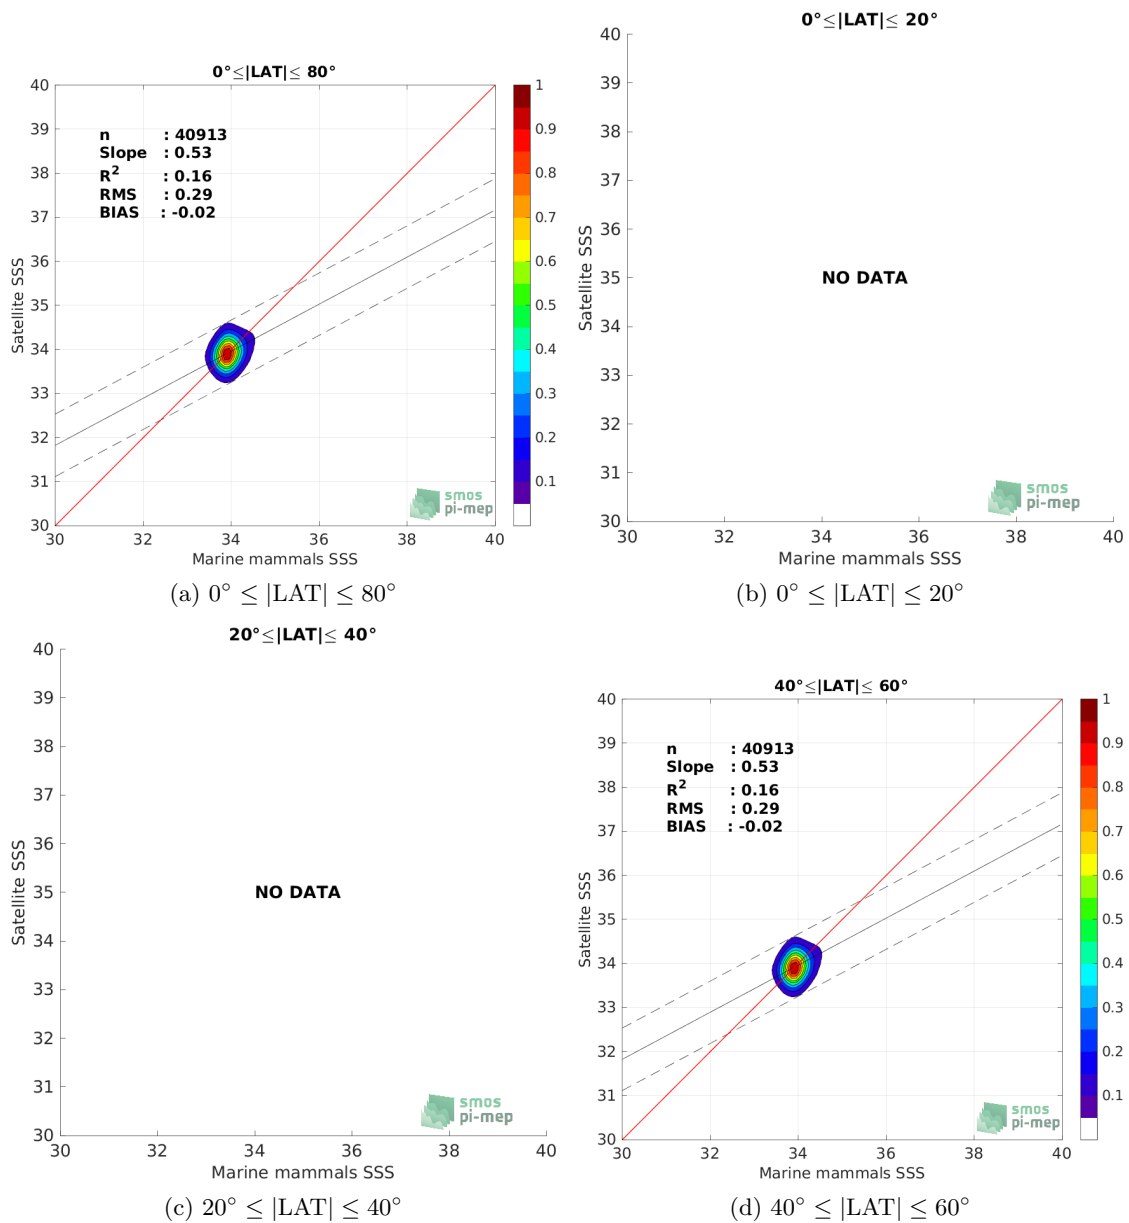 0°≤|LAT|≤ 80°
40
39
38
37
36
35
34
33
32
31
30
Satellite SSS
n : 40913
Slope : 0.53
R2 : 0.16
RMS : 0.29
BIAS : -0.02
smos
pi-mep
30 32 34 36 38 40
Marine mammals SSS
1
0.9
0.8
0.7
0.6
0.5
0.4
0.3
0.2
0.1
(a) 0° ≤ |LAT| ≤ 80°
0°≤|LAT|≤ 20°
40
39
38
37
36
35
34
33
32
31
30
Satellite SSS
NO DATA
smos
pi-mep
30 32 34 36 38 40
Marine mammals SSS
(b) 0° ≤ |LAT| ≤ 20°
20°≤|LAT|≤ 40°
40
39
38
37
36
35
34
33
32
31
30
Satellite SSS
NO DATA
smos
pi-mep
30 32 34 36 38 40
Marine mammals SSS
(c) 20° ≤ |LAT| ≤ 40°
40°≤|LAT|≤ 60°
40
39
38
37
36
35
34
33
32
31
30
Satellite SSS
n : 40913
Slope : 0.53
R2 : 0.16
RMS : 0.29
BIAS : -0.02
smos
pi-mep
30 32 34 36 38 40
Marine mammals SSS
1
0.9
0.8
0.7
0.6
0.5
0.4
0.3
0.2
0.1
(d) 40° ≤ |LAT| ≤ 60°